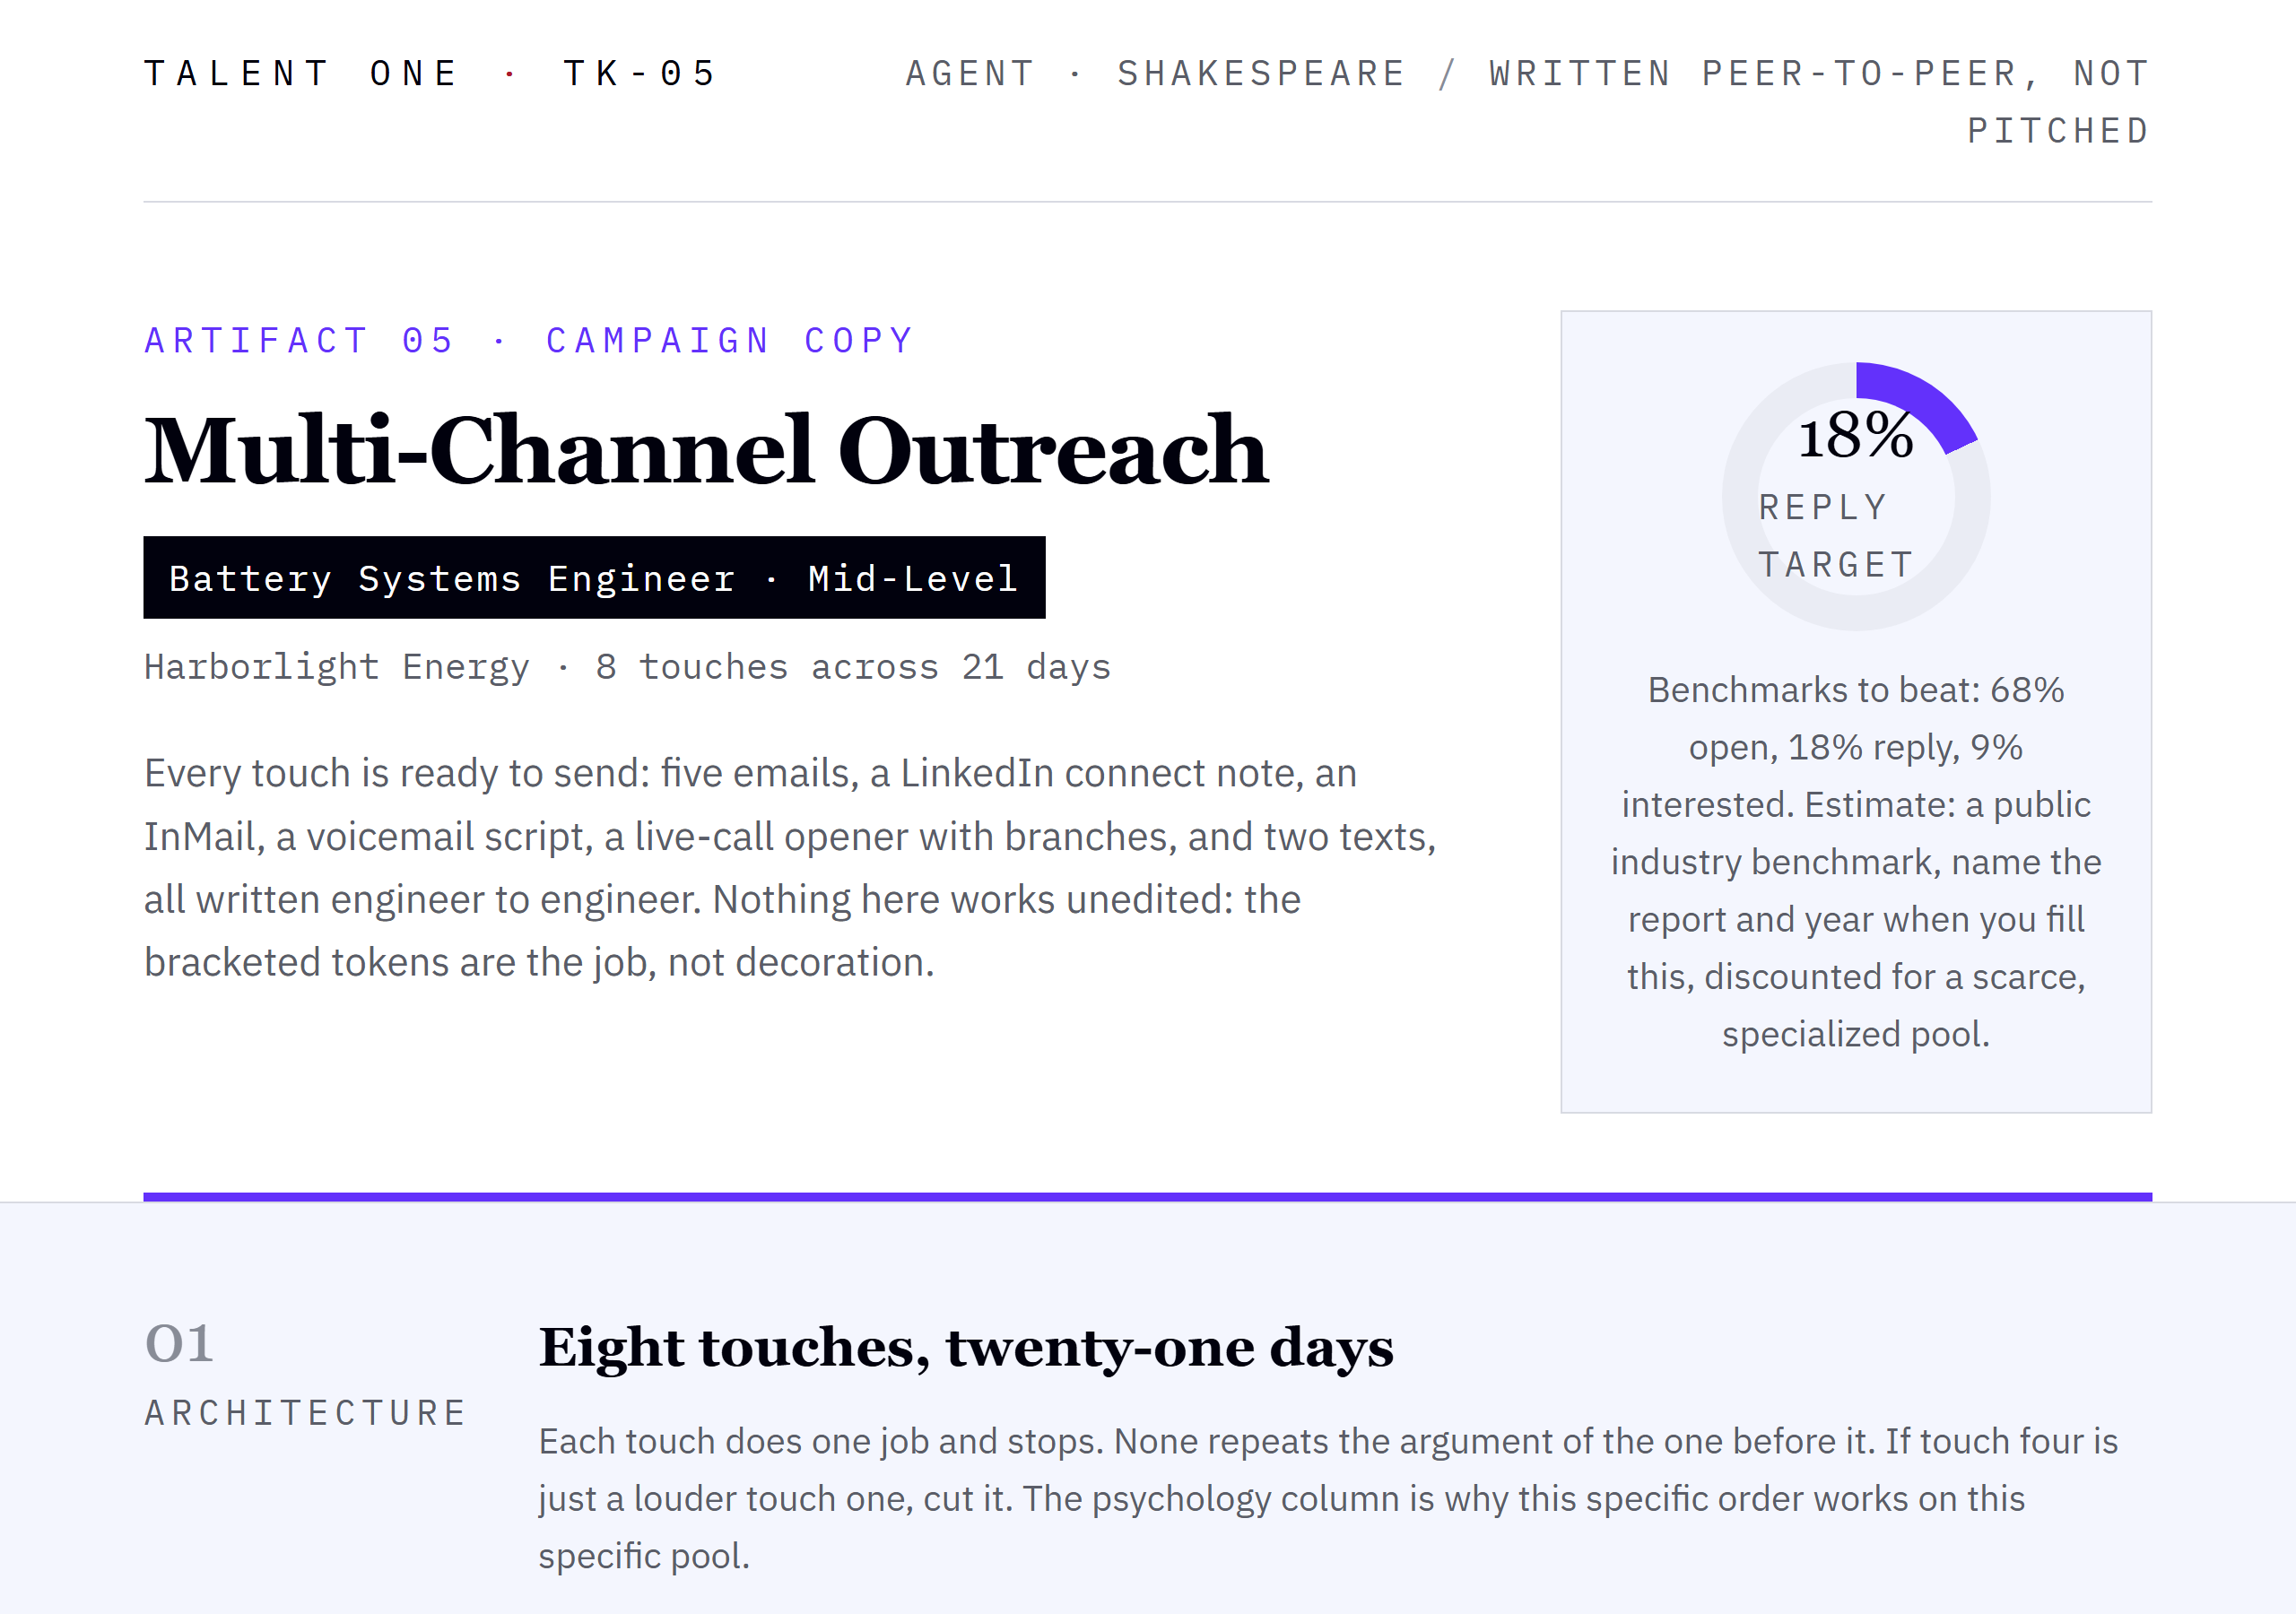 TALENT ONE · TK-05
AGENT · SHAKESPEARE / WRITTEN PEER-TO-PEER, NOT
PITCHED
ARTIFACT 05 · CAMPAIGN COPY
Multi-Channel Outreach
Battery Systems Engineer · Mid-Level
Harborlight Energy · 8 touches across 21 days
Every touch is ready to send: five emails, a LinkedIn connect note, an
InMail, a voicemail script, a live-call opener with branches, and two texts,
all written engineer to engineer. Nothing here works unedited: the
bracketed tokens are the job, not decoration.
18%
REPLY
TARGET
Benchmarks to beat: 68%
open, 18% reply, 9%
interested. Estimate: a public
industry benchmark, name the
report and year when you fill
this, discounted for a scarce,
specialized pool.
01
ARCHITECTURE
Eight touches, twenty-one days
Each touch does one job and stops. None repeats the argument of the one before it. If touch four is
just a louder touch one, cut it. The psychology column is why this specific order works on this
specific pool.